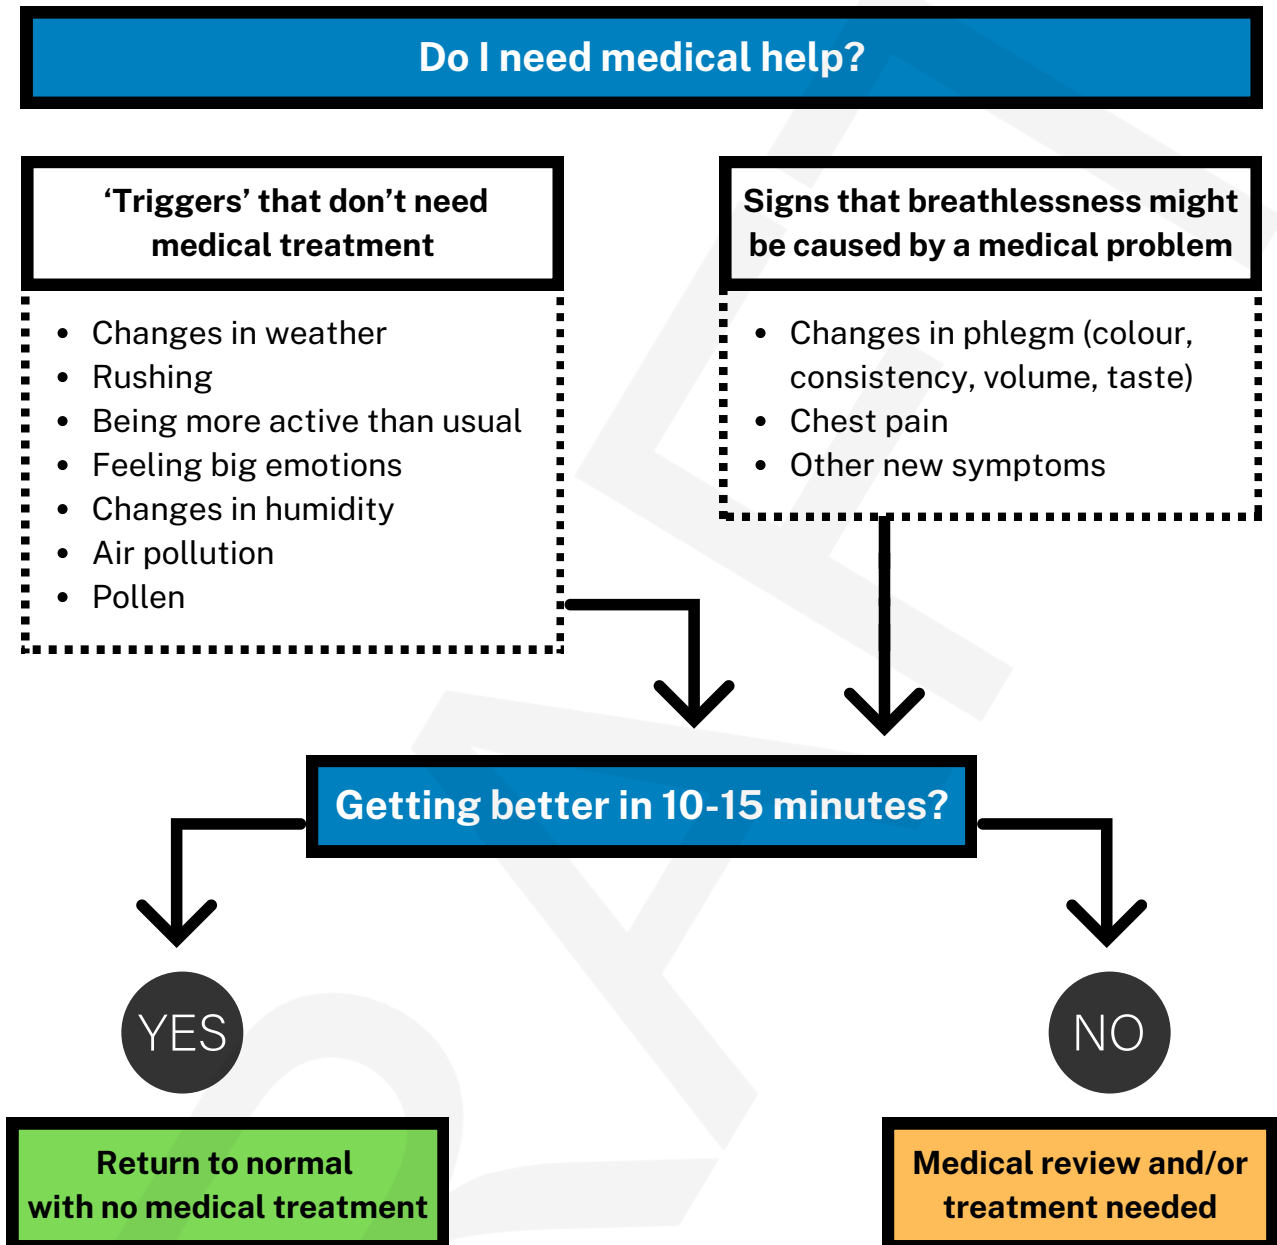 Do I need medical help?
‘Triggers’ that don’t need
medical treatment
• Changes in weather
• Rushing
• Being more active than usual
• Feeling big emotions
• Changes in humidity
• Air pollution
• Pollen
Signs that breathlessness might
be caused by a medical problem
• Changes in phlegm (colour,
consistency, volume, taste)
• Chest pain
• Other new symptoms
Getting better in 10-15 minutes?
YES
NO
Return to normal
with no medical treatment
Medical review and/or
treatment needed